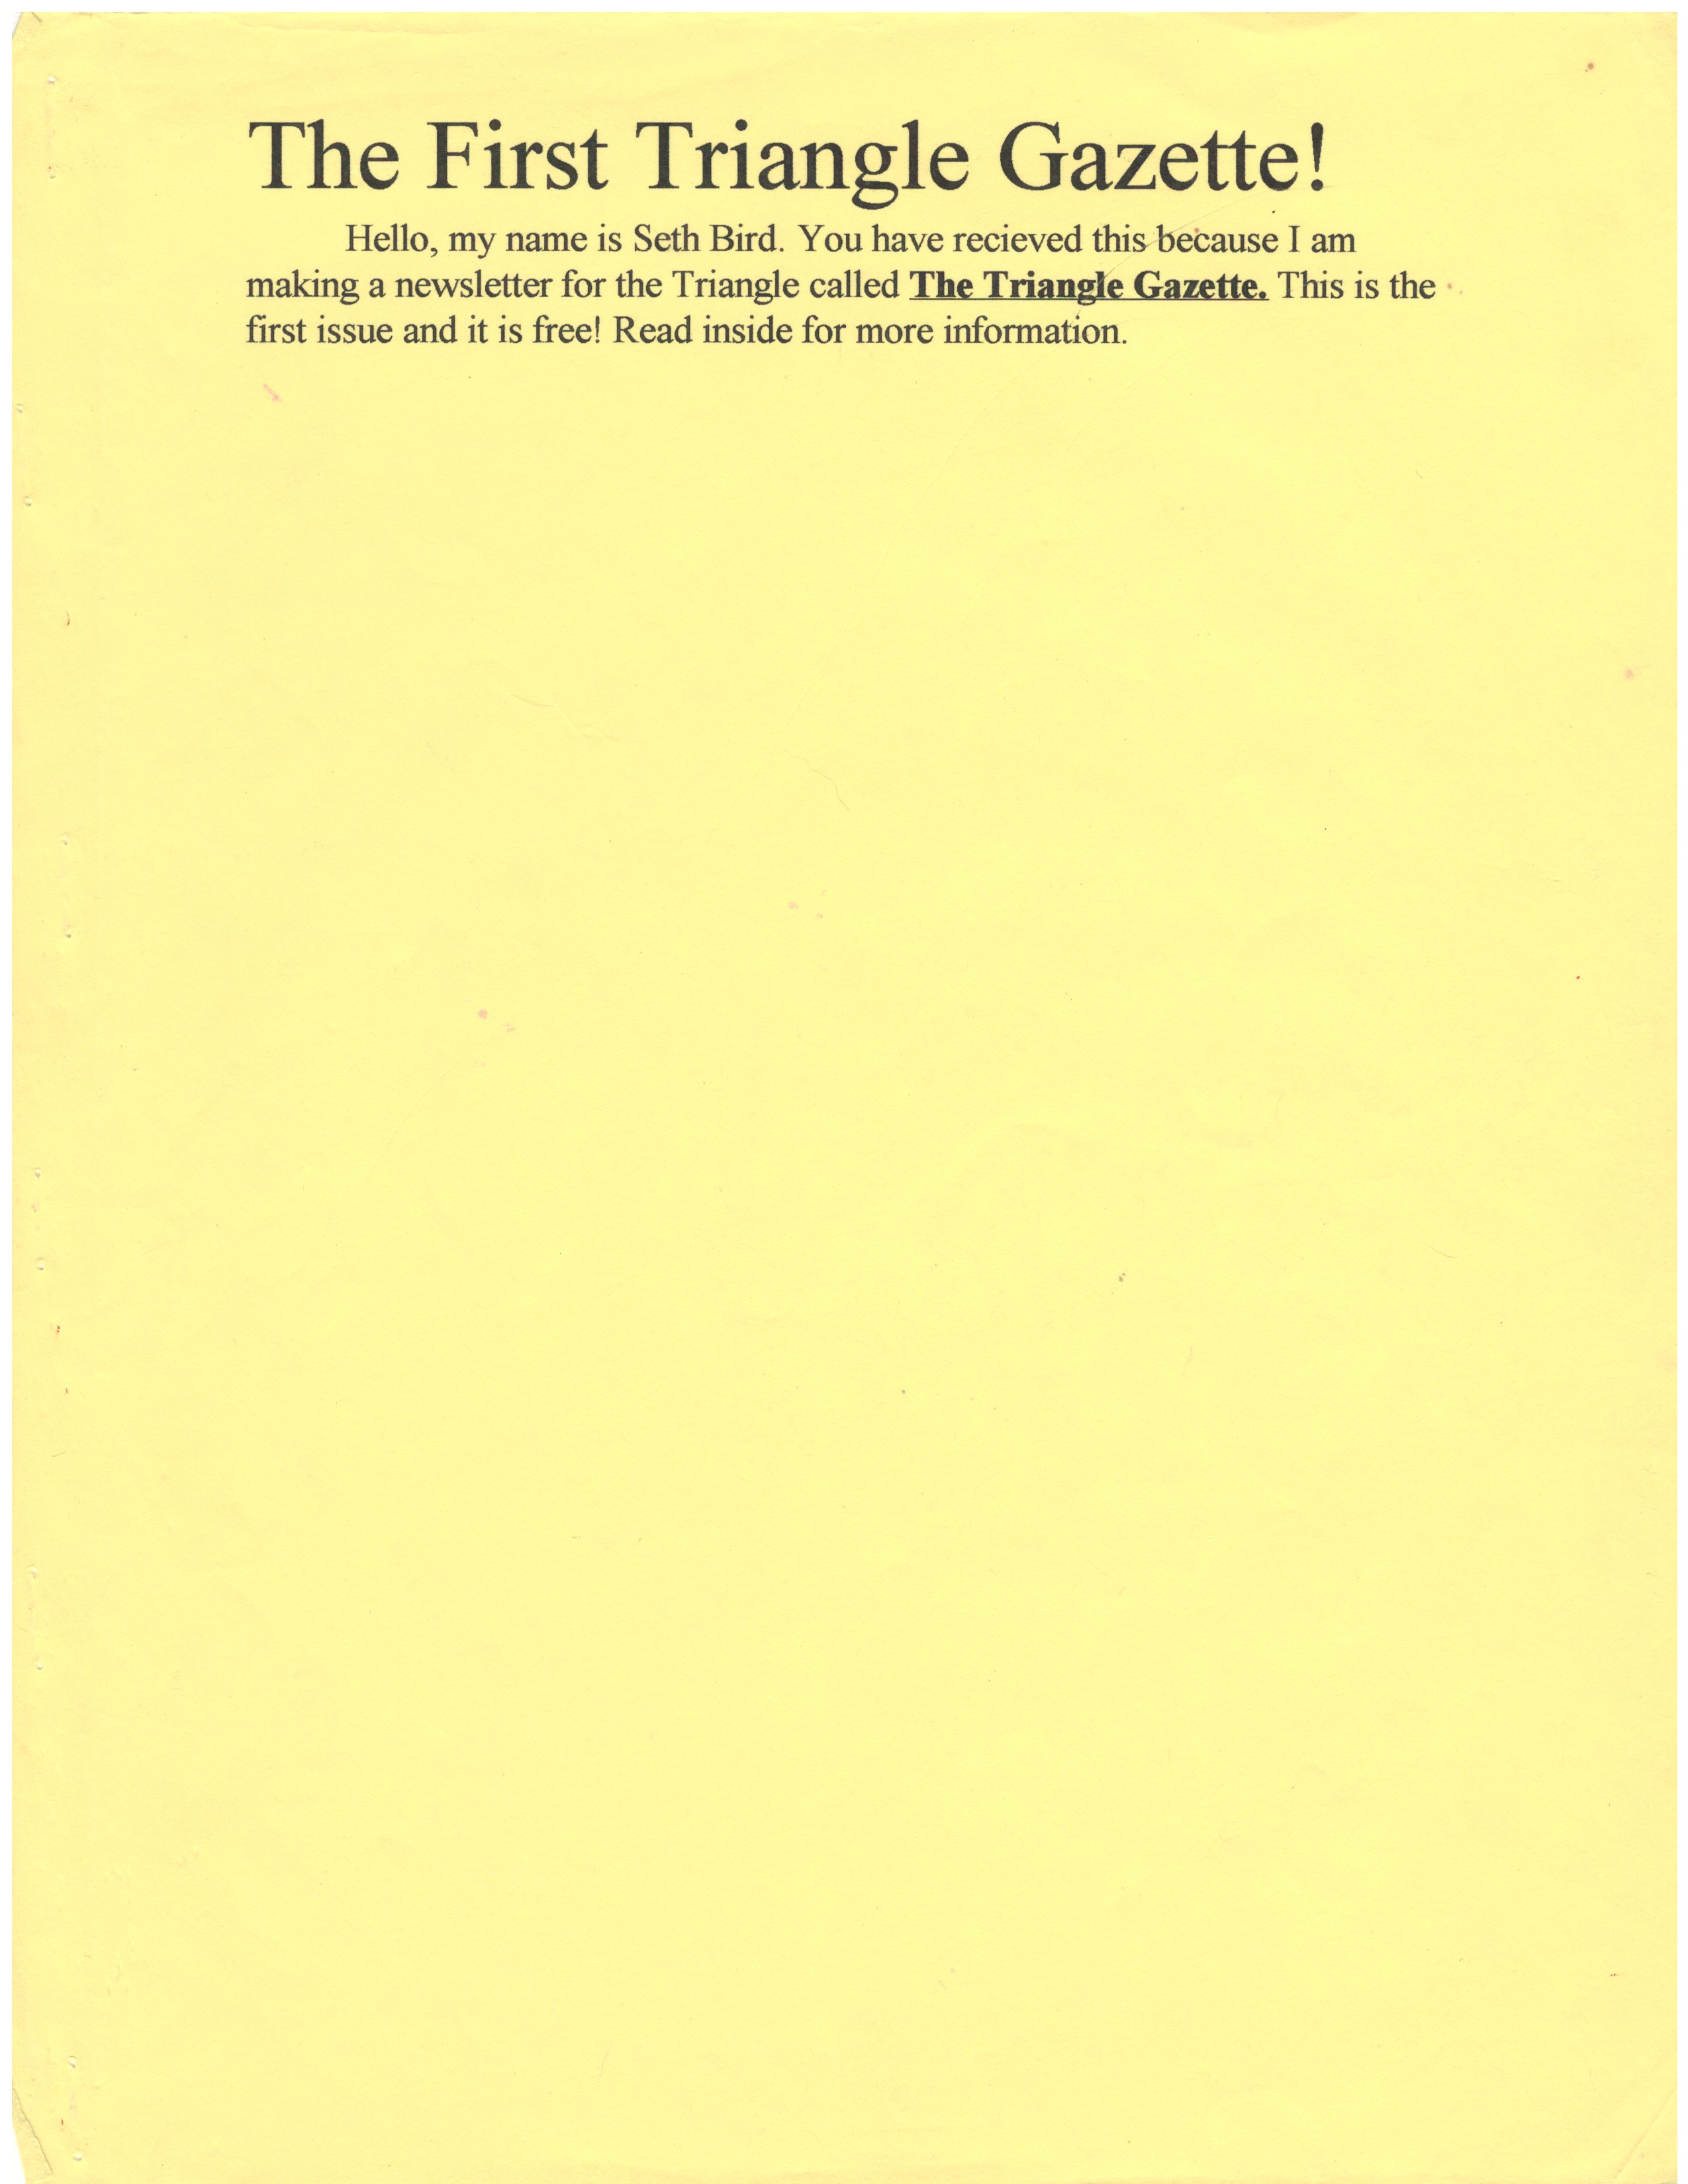 The First Triangle Gazette!
Hello, my name is Seth Bird. You have recieved this because I am
making a newsletter for the Triangle called The Triangle Gazette. This is the
first issue and it is free! Read inside for more information.